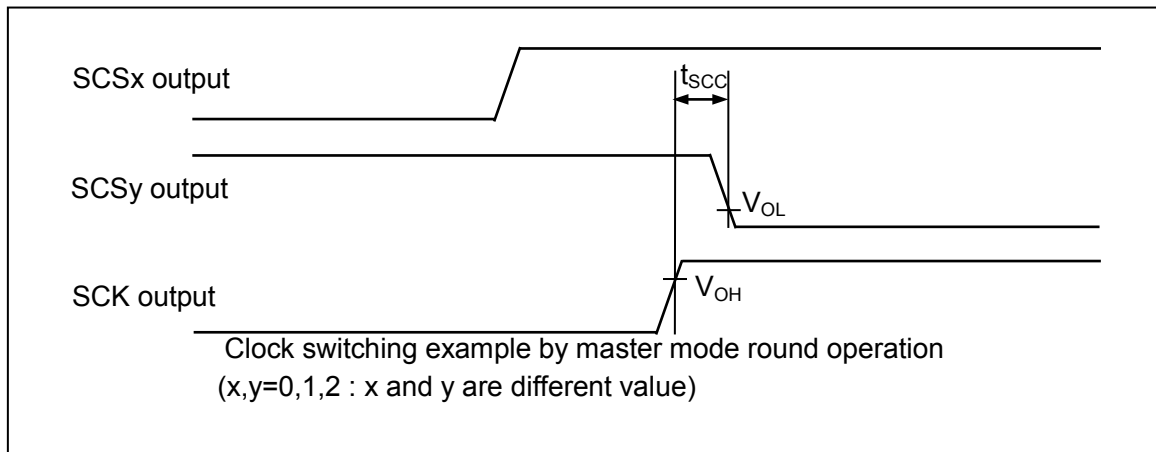 SCSx output
tSCC
SCSy output
VOL
SCK output
VOH
Clock switching example by master mode round operation
(x,y=0,1,2 : x and y are different value)